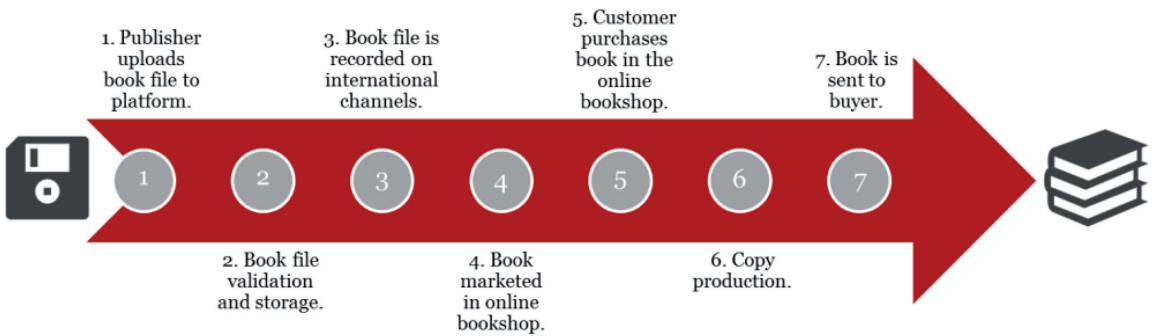 1. Publisher
uploads
book file to
platform.
3. Book file is
recorded on
international
channels.
5. Customer
purchases
book in the
online
bookshop.
7. Book is
sent to
buyer.
1
2
3
4
5
6
7
2. Book file
validation
and storage.
4. Book
marketed
in online
bookshop.
6. Copy
production.